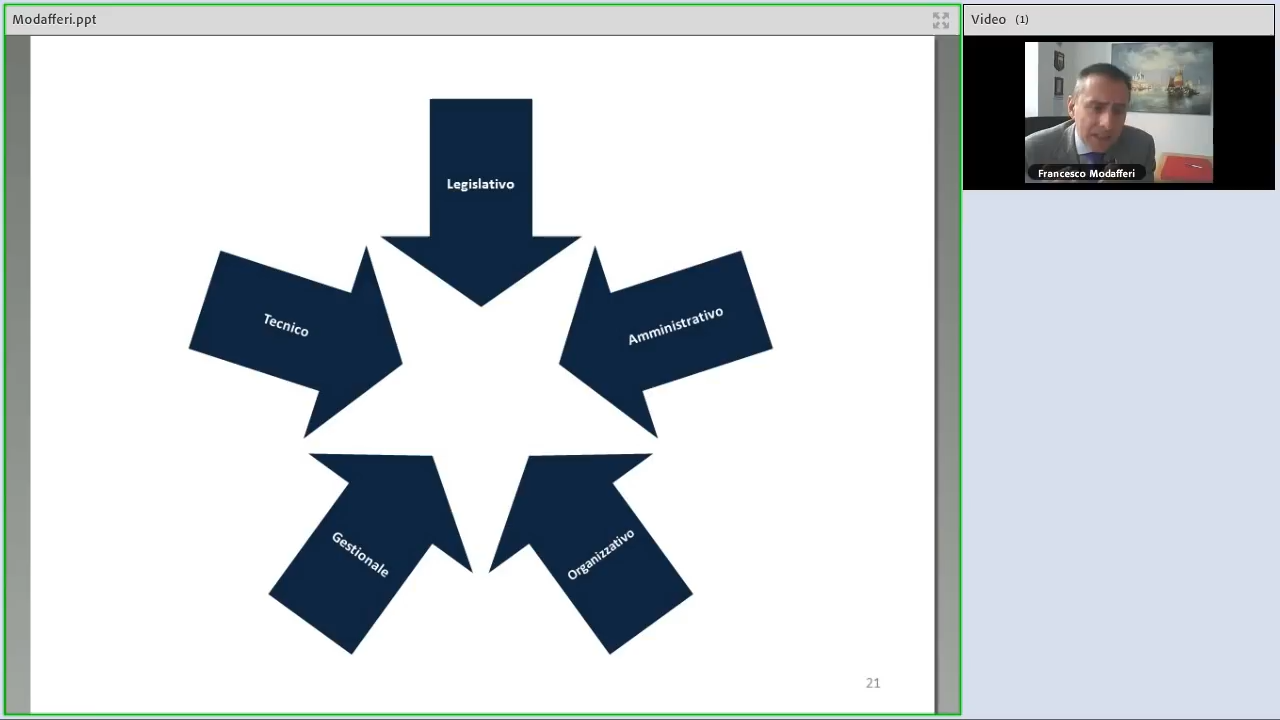 Modafferi.ppt
Video (1)
Francesco Modafferi
Legislativo
Tecnico
Amministrativo
Gestionale
Organizzativo
21